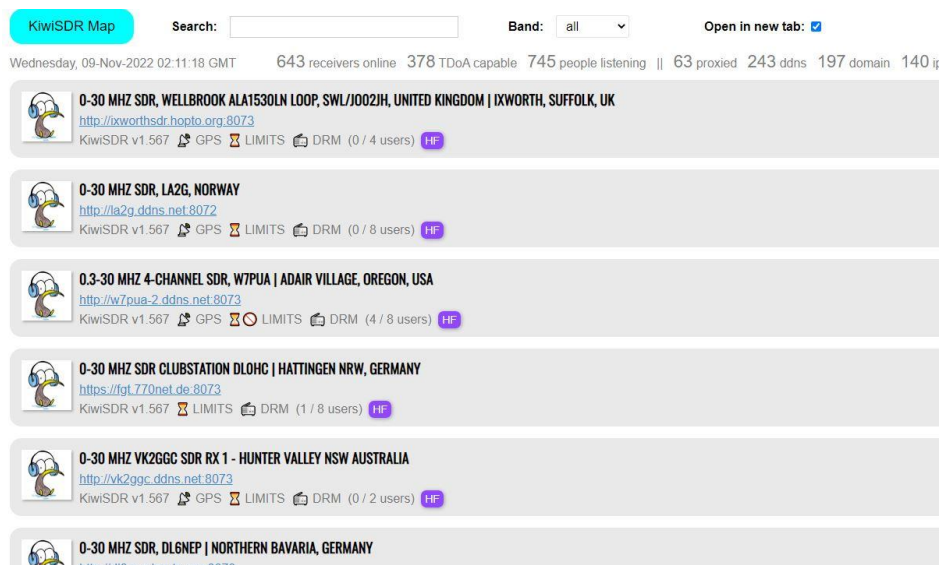 KiwiSDR Map Search: Band: all Open in new tab:
Wednesday, 09-Nov-2022 02:11:18 GMT 643 receivers online 378 TDoA capable 745 people listening || 63 proxied 243 ddns 197 domain 140 ip
0-30 MHZ SDR, WELLBROOK ALA1530LN LOOP, SWL/JO02JH, UNITED KINGDOM | IXWORTH, SUFFOLK, UK
http://ixworthsdr.hopto.org:8073
KiwiSDR v1.567 GPS LIMITS DRM (0 / 4 users) HF
0-30 MHZ SDR, LA2G, NORWAY
http://la2g.ddns.net:8072
KiwiSDR v1.567 GPS LIMITS DRM (0 / 8 users) HF
0.3-30 MHZ 4-CHANNEL SDR, W7PUA | ADAIR VILLAGE, OREGON, USA
http://w7pua-2.ddns.net:8073
KiwiSDR v1.567 GPS LIMITS DRM (4 / 8 users) HF
0-30 MHZ SDR CLUBSTATION DL0HC | HATTINGEN NRW, GERMANY
https://fgt.770net.de:8073
KiwiSDR v1.567 LIMITS DRM (1 / 8 users) HF
0-30 MHZ VK2GGC SDR RX 1 - HUNTER VALLEY NSW AUSTRALIA
http://vk2ggc.ddns.net:8073
KiwiSDR v1.567 GPS LIMITS DRM (0 / 2 users) HF
0-30 MHZ SDR, DL6NEP | NORTHERN BAVARIA, GERMANY